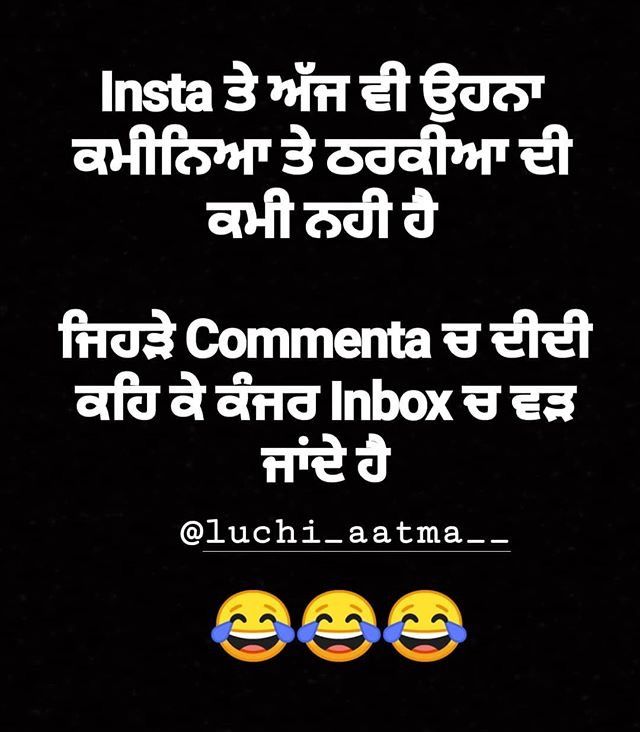 Insta ਤੇ ਅੱਜ ਵੀ ਉਹਨਾ
ਕਮੀਨਿਆ ਤੇ ਠਰਕੀਆ ਦੀ
ਕਮੀ ਨਹੀ ਹੈ
ਜਿਹੜੇ Commenta ਚ ਦੀਦੀ
ਕਹਿ ਕੇ ਕੰਜਰ Inbox ਚ ਵੜ
ਜਾਂਦੇ ਹੈ
@luchi_aatma__
😂😂😂